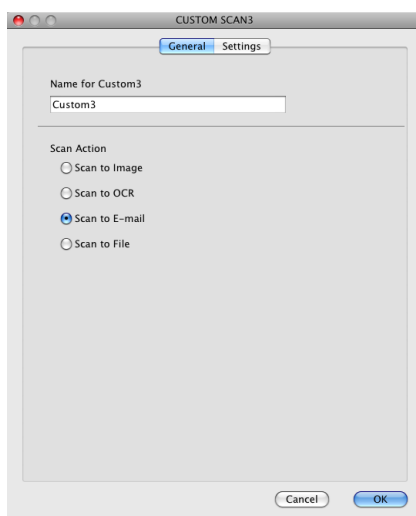 CUSTOM SCAN3
General Settings
Name for Custom3
Custom3
Scan Action
Scan to Image
Scan to OCR
Scan to E-mail
Scan to File
Cancel OK